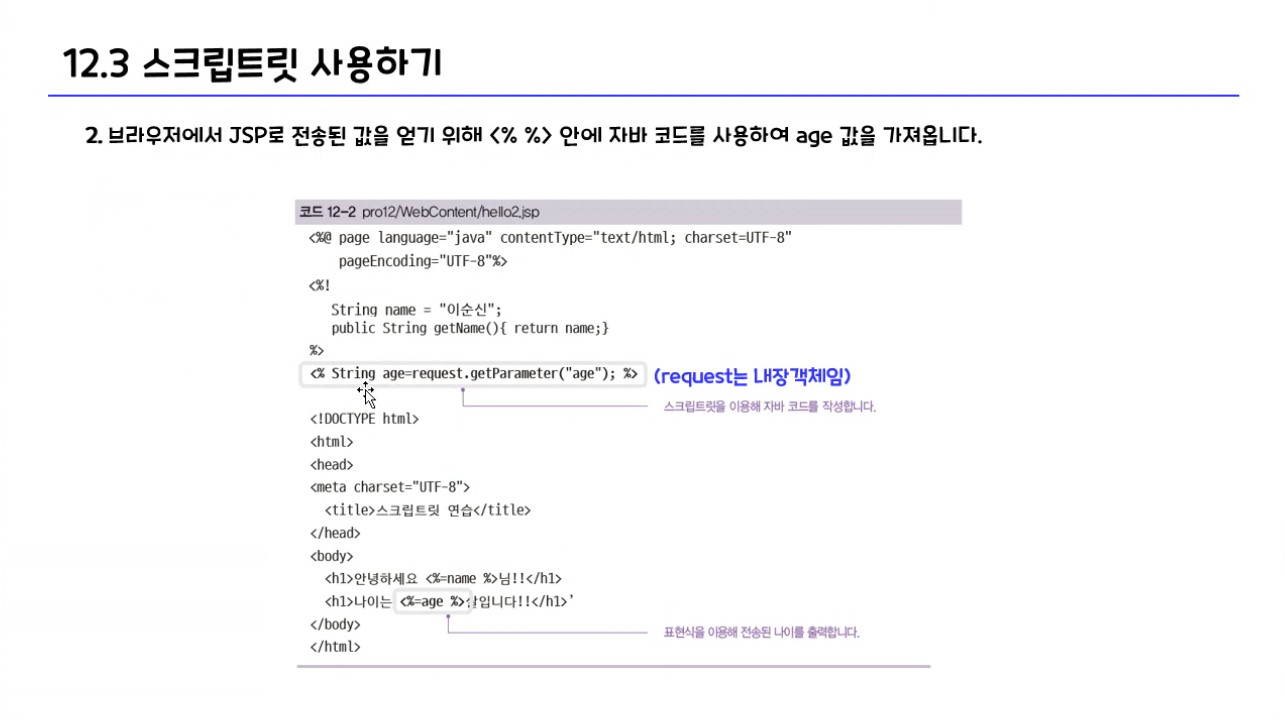 12.3 스크립트릿 사용하기
2. 브라우저에서 JSP로 전송된 값을 얻기 위해 <% %> 안에 자바 코드를 사용하여 age 값을 가져옵니다.
코드 12-2 pro12/WebContent/hello2.jsp
<%@ page language="java" contentType="text/html; charset=UTF-8"
pageEncoding="UTF-8"%>
<%!
String name = "이순신";
public String getName(){ return name;}
%>
<% String age=request.getParameter("age"); %> (request는 내장객체임)
스크립트릿을 이용해 자바 코드를 작성합니다.
<!DOCTYPE html>
<html>
<head>
<meta charset="UTF-8">
<title>스크립트릿 연습</title>
</head>
<body>
<h1>안녕하세요 <%=name %>님!!</h1>
<h1>나이는 <%=age %>살입니다!!</h1>'
</body>
표현식을 이용해 전송된 나이를 출력합니다.
</html>